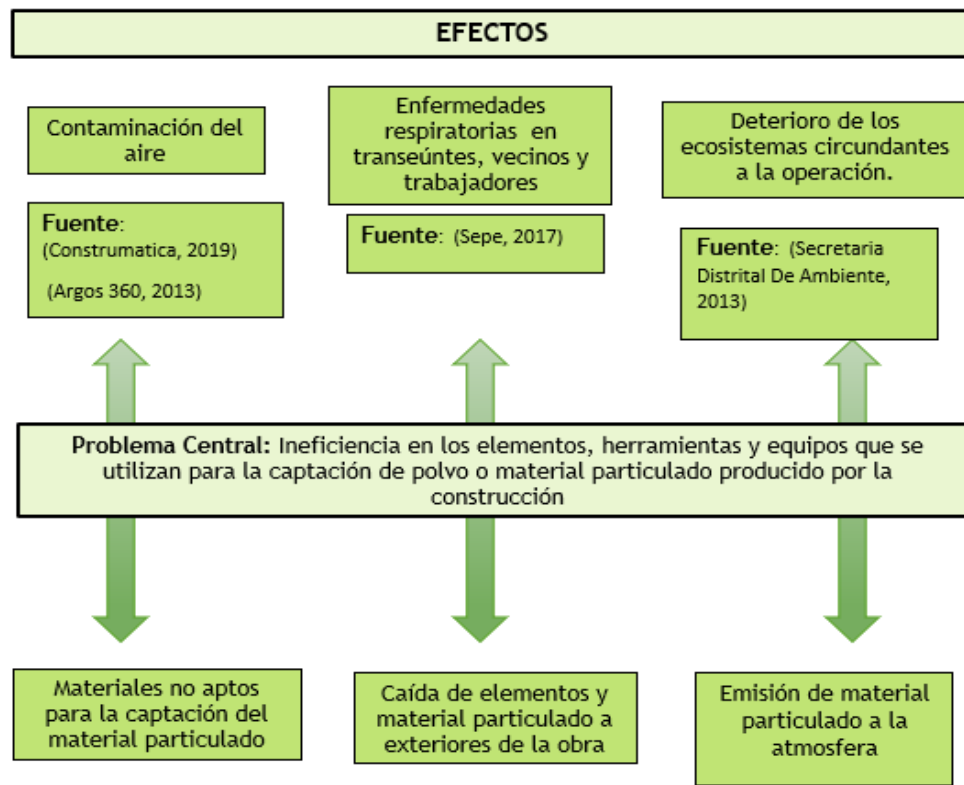 EFECTOS
Contaminación del
aire
Enfermedades
respiratorias en
transeúntes, vecinos y
trabajadores
Deterioro de los
ecosistemas circundantes
a la operación.
Fuente:
(Construmatica, 2019)
(Argos 360, 2013)
Fuente: (Sepe, 2017)
Fuente: (Secretaria
Distrital De Ambiente,
2013)
Problema Central: Ineficiencia en los elementos, herramientas y equipos que se
utilizan para la captación de polvo o material particulado producido por la
construcción
Materiales no aptos
para la captación del
material particulado
Caída de elementos y
material particulado a
exteriores de la obra
Emisión de material
particulado a la
atmosfera